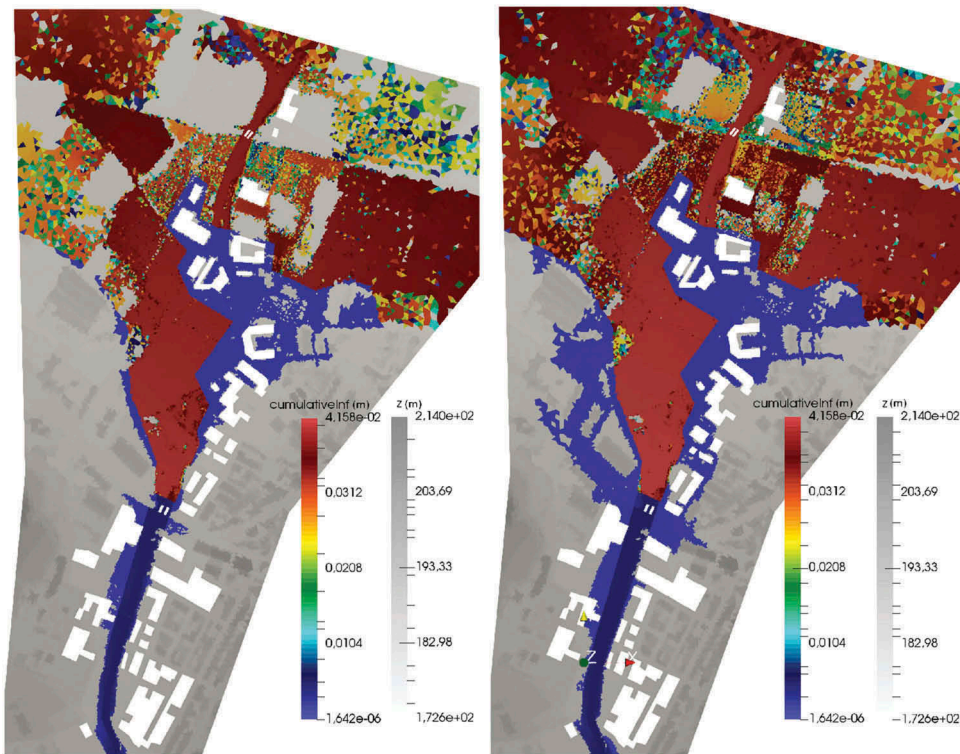 cumulativeInf (m) z (m)
4,158e-02 2,140e+02
0,0312 203,69
0,0208 193,33
0,0104 182,98
1,642e-06 1,726e+02
cumulativeInf (m) z (m)
4,158e-02 2,140e+02
0,0312 203,69
0,0208 193,33
0,0104 182,98
Z X
1,642e-06 1,726e+02